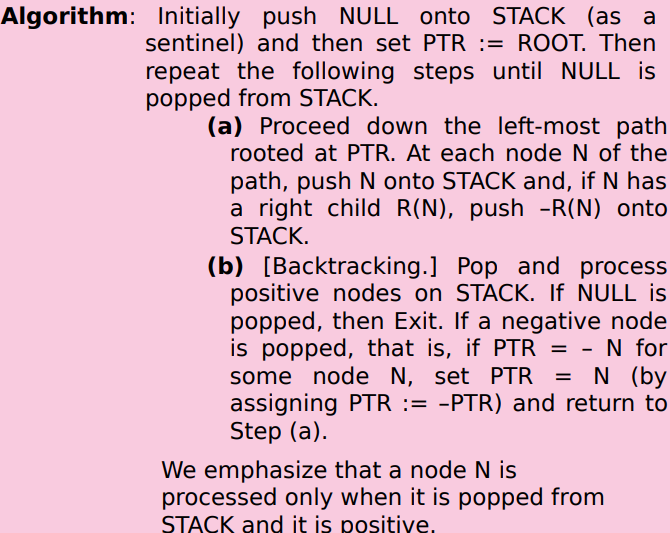 Algorithm: Initially push NULL onto STACK (as a
sentinel) and then set PTR := ROOT. Then
repeat the following steps until NULL is
popped from STACK.
(a) Proceed down the left-most path
rooted at PTR. At each node N of the
path, push N onto STACK and, if N has
a right child R(N), push –R(N) onto
STACK.
(b) [Backtracking.] Pop and process
positive nodes on STACK. If NULL is
popped, then Exit. If a negative node
is popped, that is, if PTR = – N for
some node N, set PTR = N (by
assigning PTR := –PTR) and return to
Step (a).
We emphasize that a node N is
processed only when it is popped from
STACK and it is positive.